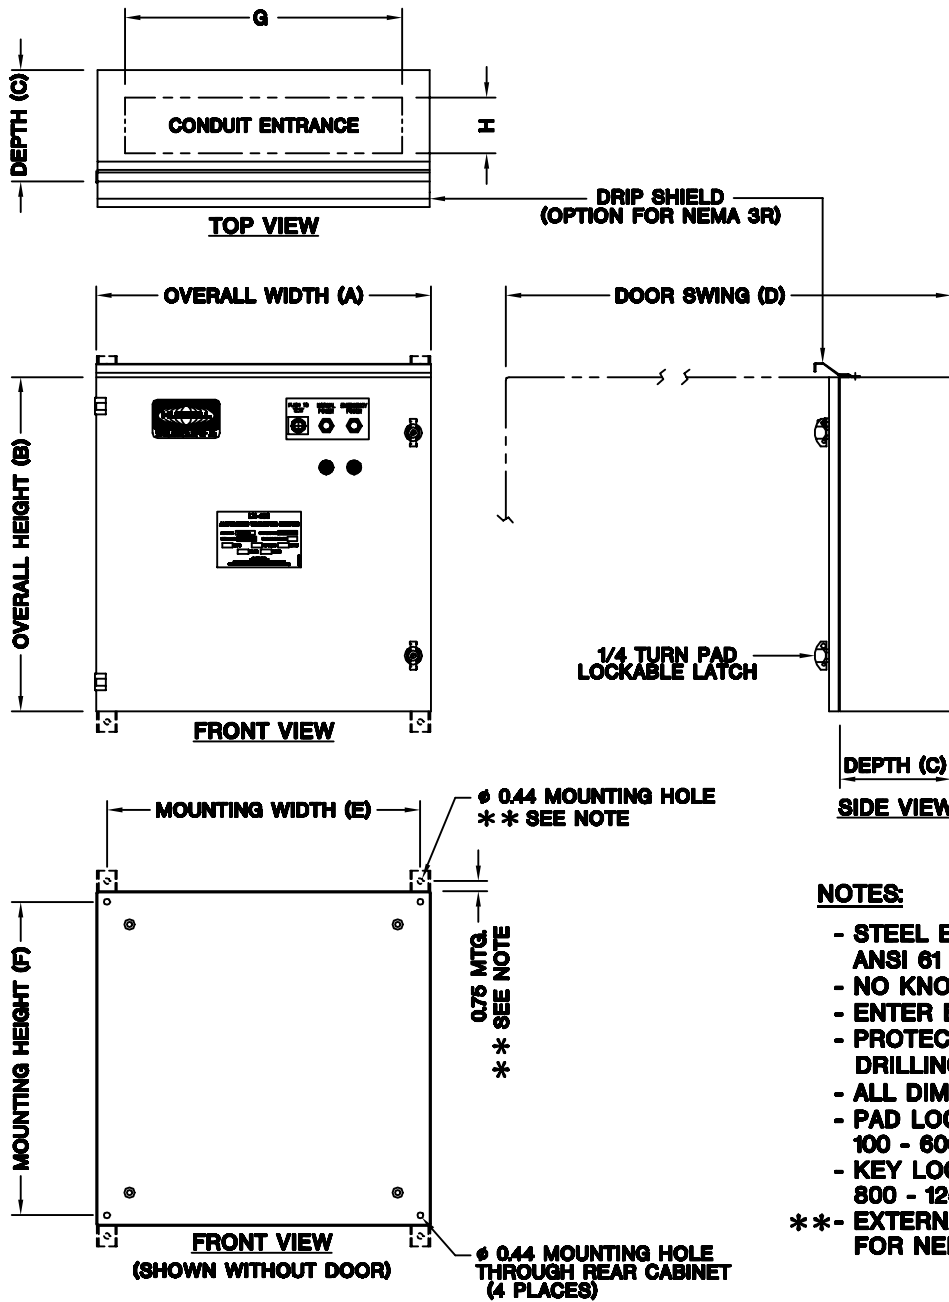 G
DEPTH (C)
CONDUIT ENTRANCE
H
TOP VIEW
DRIP SHIELD
(OPTION FOR NEMA 3R)
OVERALL WIDTH (A)
DOOR SWING (D)
OVERALL HEIGHT (B)
1/4 TURN PAD
LOCKABLE LATCH
FRONT VIEW
DEPTH (C)
SIDE VIEW
MOUNTING WIDTH (E)
ø 0.44 MOUNTING HOLE
** SEE NOTE
MOUNTING HEIGHT (F)
0.75 MTG.
** SEE NOTE
FRONT VIEW
(SHOWN WITHOUT DOOR)
ø 0.44 MOUNTING HOLE
THROUGH REAR CABINET
(4 PLACES)
NOTES:
- STEEL E
ANSI 61
- NO KNO
- ENTER
- PROTEC
DRILLING
- ALL DIM
- PAD LOC
100 - 60
- KEY LOC
800 - 12
**- EXTERN
FOR NE